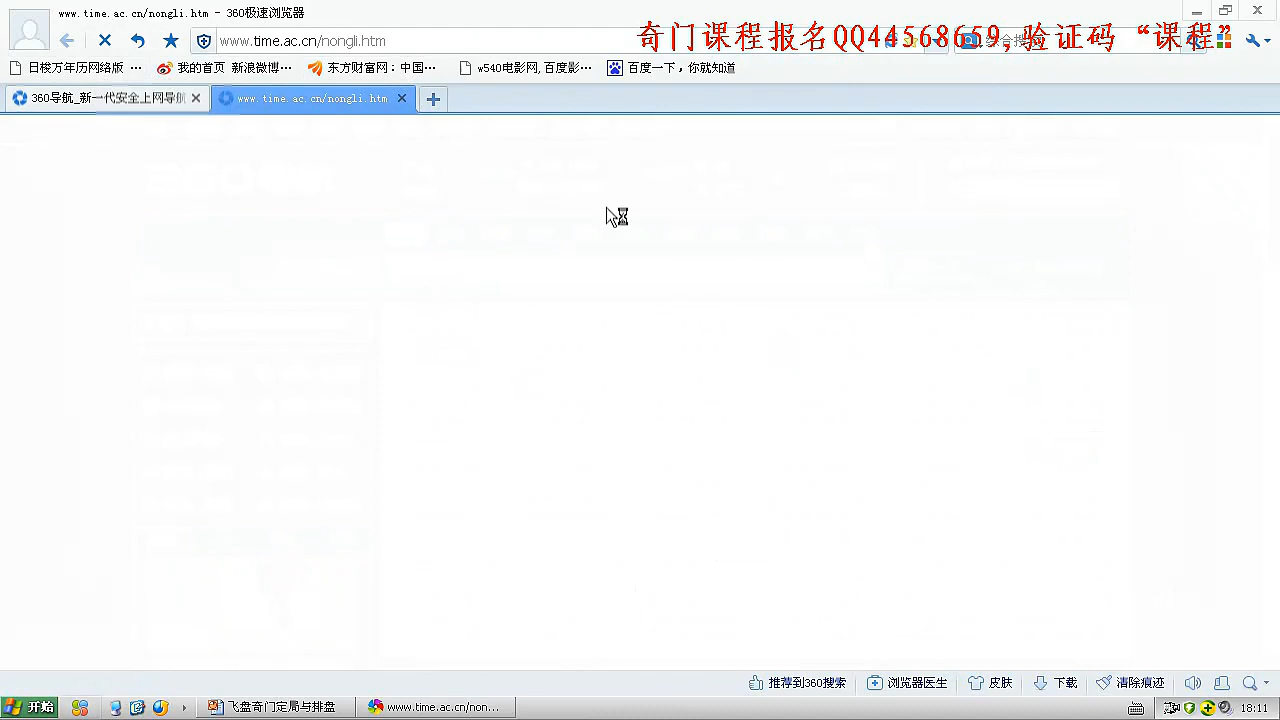 www.time.ac.cn/nongli.htm - 360极速浏览器
奇门课程报名QQ44568659,验证码“课程”
www.time.ac.cn/nongli.htm
日梭万年历网络版 ···
我的首页 新浪微博···
东方财富网：中国···
w540电影网,百度影···
百度一下，你就知道
360导航_新一代安全上网导航
www.time.ac.cn/nongli.htm
推荐到360搜索
浏览器医生
皮肤
下载
清除痕迹
开始
飞盘奇门定局与排盘
www.time.ac.cn/non...
18:11